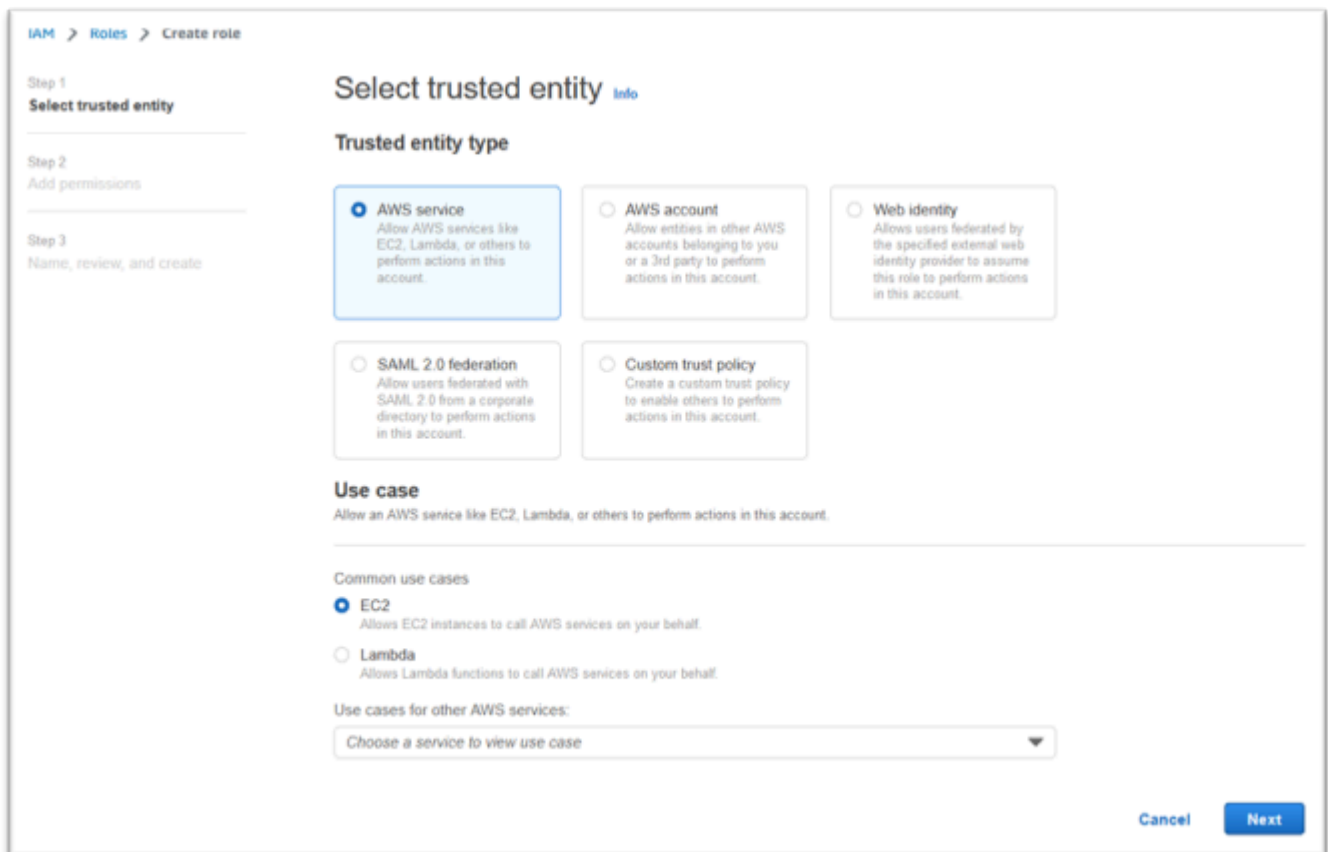 IAM > Roles > Create role
Step 1
Select trusted entity
Step 2
Add permissions
Step 3
Name, review, and create
Select trusted entity Info
Trusted entity type
AWS service
Allow AWS services like
EC2, Lambda, or others to
perform actions in this
account.
AWS account
Allow entities in other AWS
accounts belonging to you
or a 3rd party to perform
actions in this account.
Web identity
Allows users federated by
the specified external web
identity provider to assume
this role to perform actions
in this account.
SAML 2.0 federation
Allow users federated with
SAML 2.0 from a corporate
directory to perform actions
in this account.
Custom trust policy
Create a custom trust policy
to enable others to perform
actions in this account.
Use case
Allow an AWS service like EC2, Lambda, or others to perform actions in this account.
Common use cases
EC2
Allows EC2 instances to call AWS services on your behalf.
Lambda
Allows Lambda functions to call AWS services on your behalf.
Use cases for other AWS services:
Choose a service to view use case
Cancel
Next